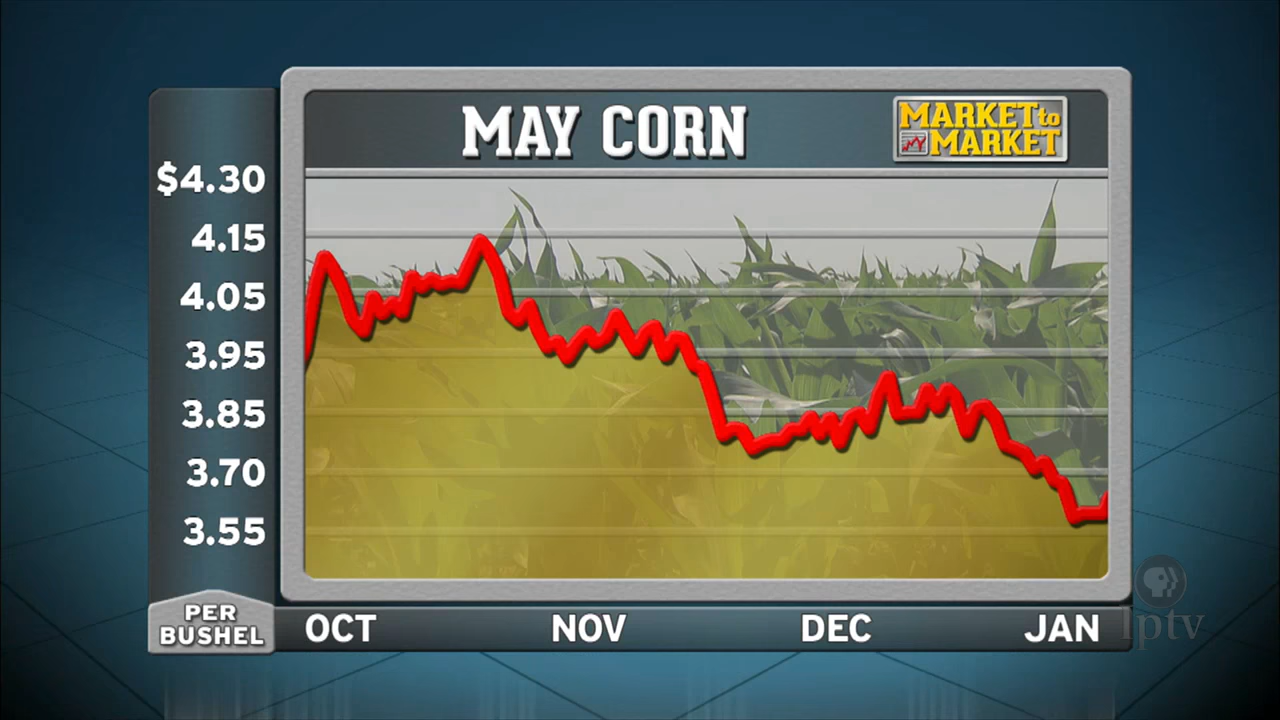 MAY CORN
MARKET to
MARKET
$4.30
4.15
4.05
3.95
3.85
3.70
3.55
PER
BUSHEL
OCT NOV DEC JAN
iptv